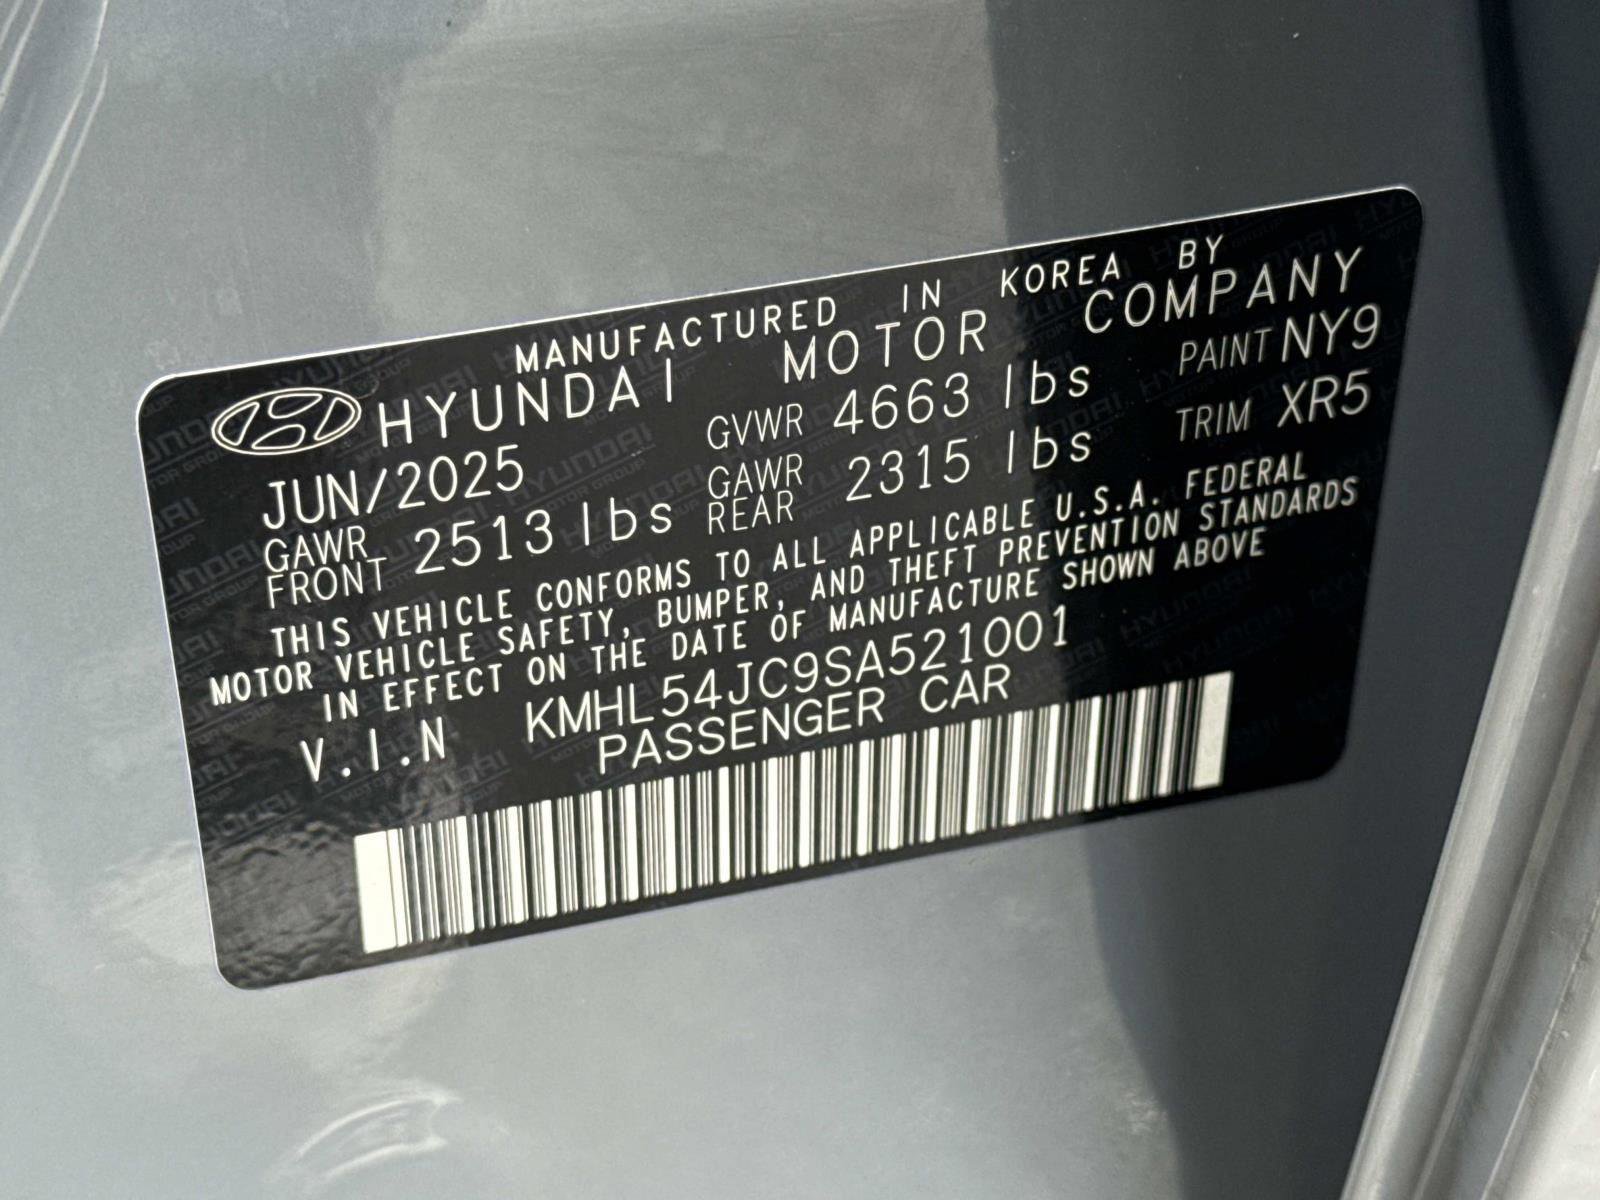 MANUFACTURED IN KOREA BY
HYUNDAI MOTOR COMPANY
JUN/2025 GVWR 4663 lbs PAINT NY9
GAWR FRONT 2513 lbs GAWR REAR 2315 lbs TRIM XR5
THIS VEHICLE CONFORMS TO ALL APPLICABLE U.S.A. FEDERAL
MOTOR VEHICLE SAFETY, BUMPER, AND THEFT PREVENTION STANDARDS
IN EFFECT ON THE DATE OF MANUFACTURE SHOWN ABOVE
V.I.N KMHL54JC9SA521001
PASSENGER CAR